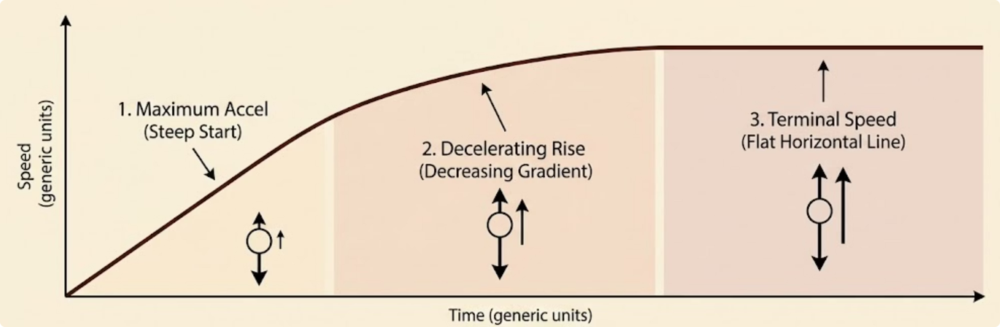 Speed
(generic units)
1. Maximum Accel
(Steep Start)
2. Decelerating Rise
(Decreasing Gradient)
3. Terminal Speed
(Flat Horizontal Line)
Time (generic units)